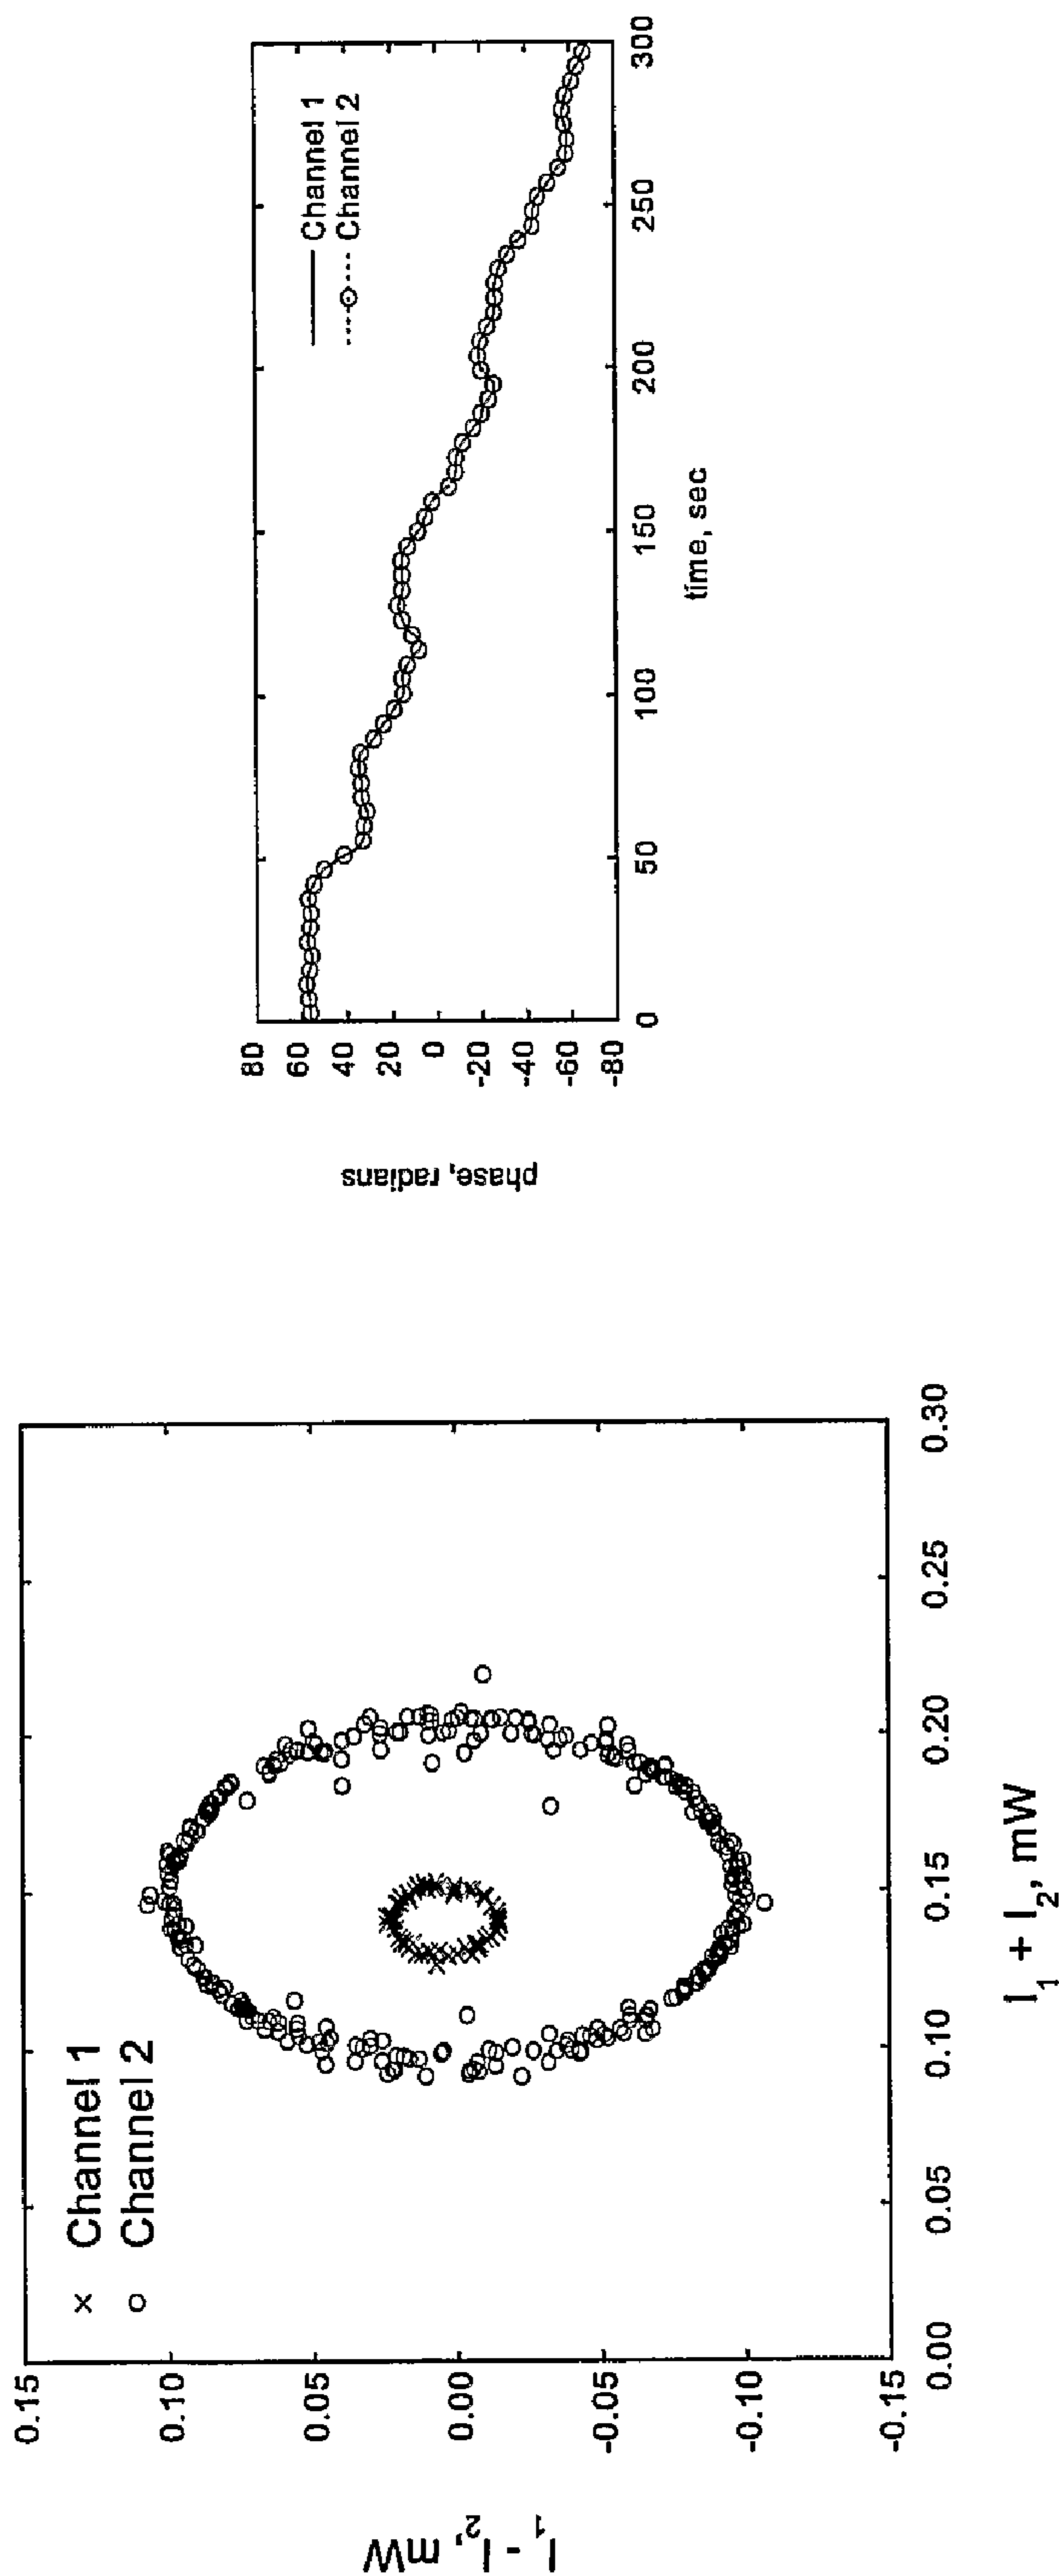 I1 - I2, mW
0.15
0.10
0.05
0.00
-0.05
-0.10
-0.15
× Channel 1
o Channel 2
0.00 0.05 0.10 0.15 0.20 0.25 0.30
I1 + I2, mW
phase, radians
80
60
40
20
0
-20
-40
-60
-80
Channel 1
Channel 2
0 50 100 150 200 250 300
time, sec